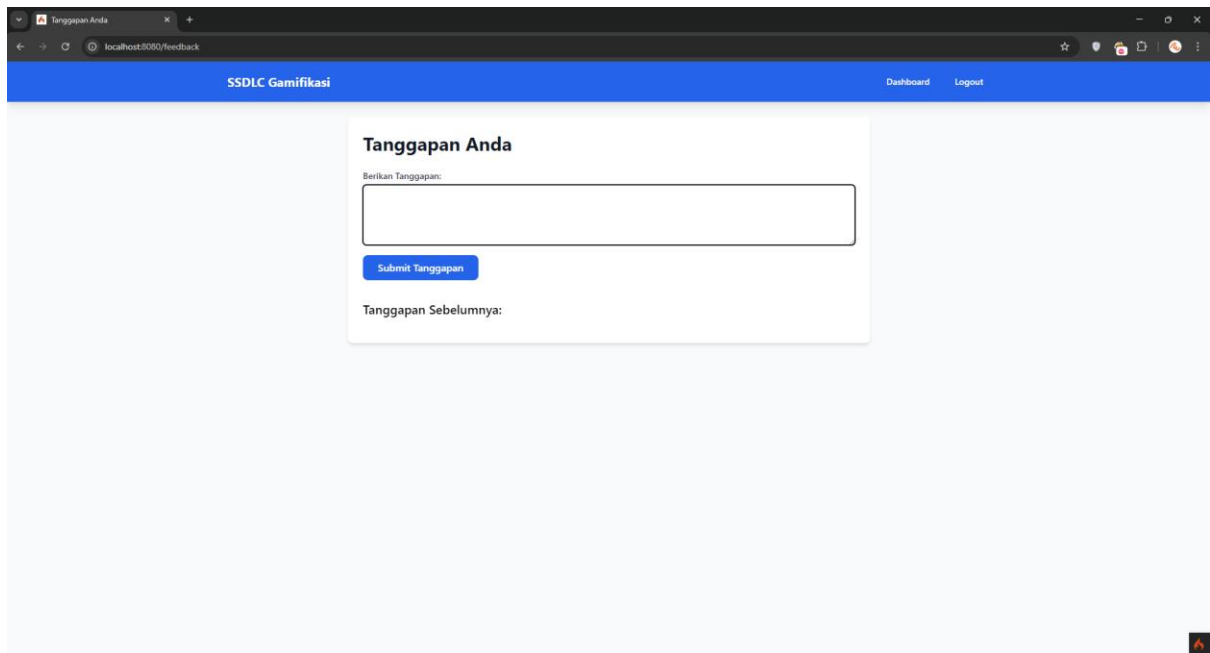 Tanggapan Anda
localhost:8080/feedback
SSDLC Gamifikasi
Dashboard
Logout
Tanggapan Anda
Berikan Tanggapan:
Submit Tanggapan
Tanggapan Sebelumnya: